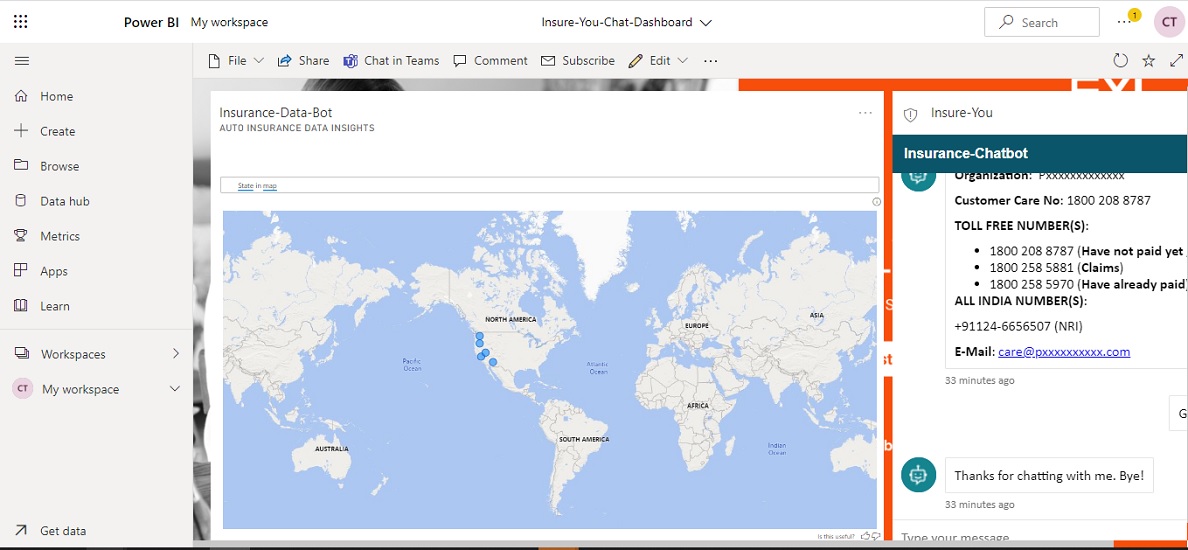 Power BI My workspace
Insure-You-Chat-Dashboard
Search
1
CT
File
Share
Chat in Teams
Comment
Subscribe
Edit
Home
Create
Browse
Data hub
Metrics
Apps
Learn
Workspaces
CT My workspace
Get data
Insurance-Data-Bot
AUTO INSURANCE DATA INSIGHTS
State in map
NORTH AMERICA
EUROPE
ASIA
Pacific
Ocean
Atlantic
Ocean
AFRICA
SOUTH AMERICA
AUSTRALIA
Indian
Ocean
Is this useful?
Insure-You
Insurance-Chatbot
Organization: Pxxxxxxxxxxxxx
Customer Care No: 1800 208 8787
TOLL FREE NUMBER(S):
1800 208 8787 (Have not paid yet
1800 258 5881 (Claims)
1800 258 5970 (Have already paid)
ALL INDIA NUMBER(S):
+91124-6656507 (NRI)
E-Mail: care@pxxxxxxxxxx.com
33 minutes ago
G
Thanks for chatting with me. Bye!
33 minutes ago
Type your message